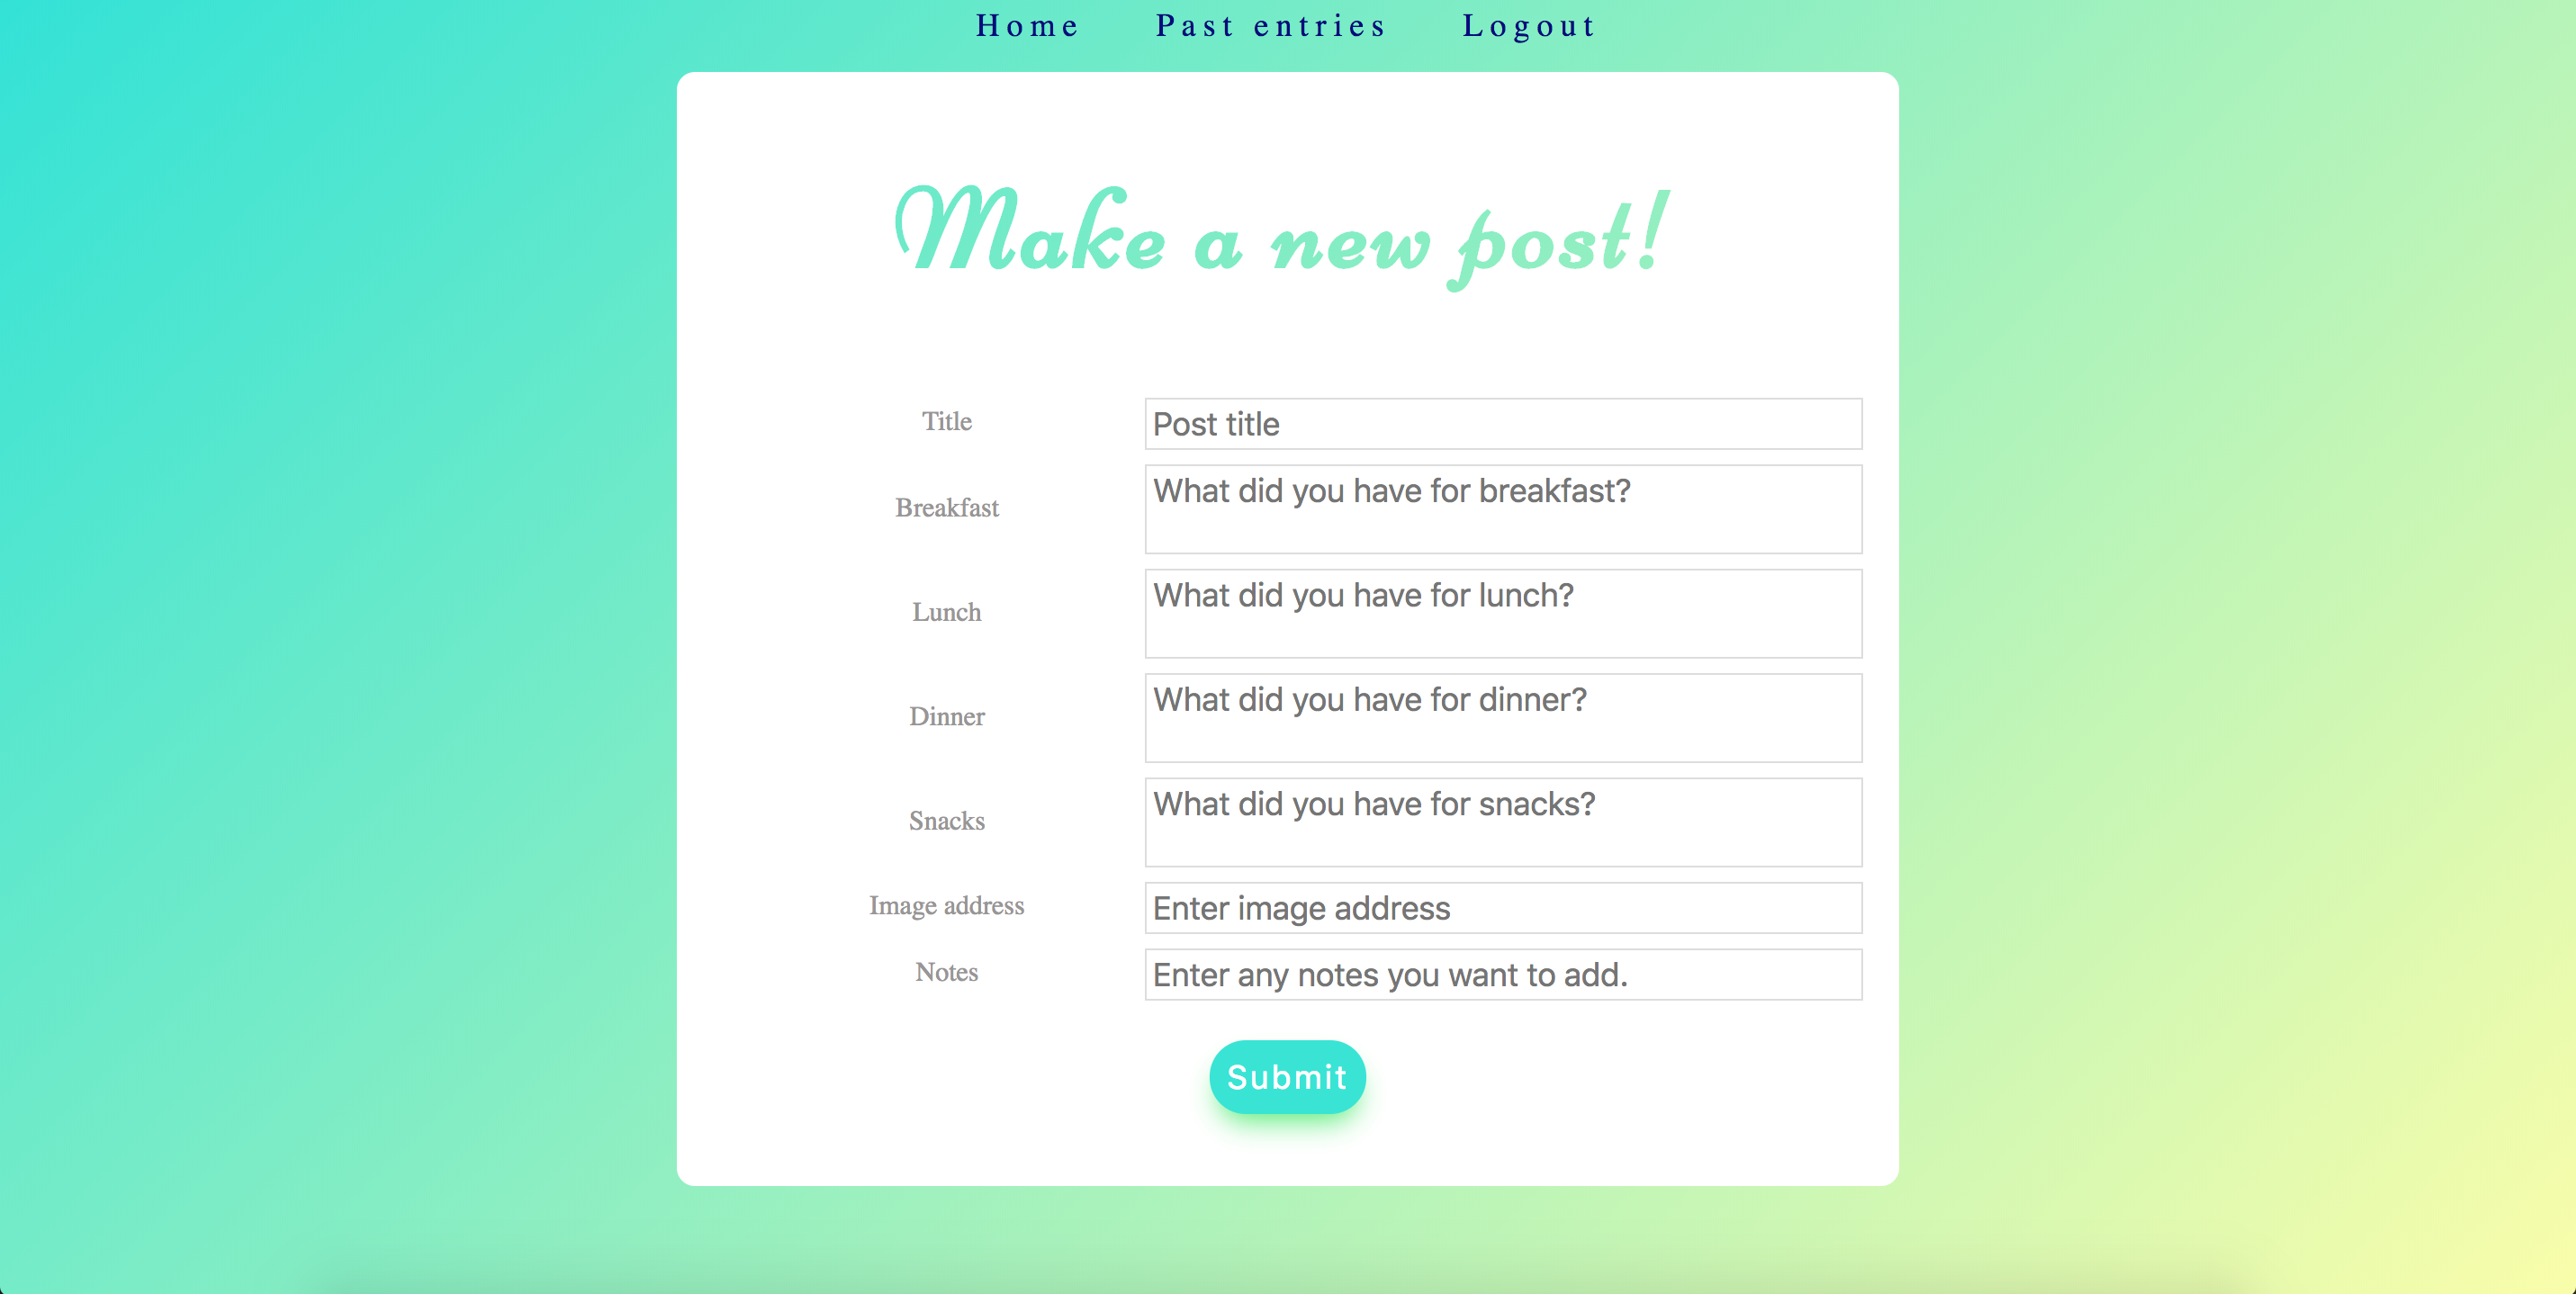 Home Past entries Logout
Make a new post!
Title Post title
Breakfast What did you have for breakfast?
Lunch What did you have for lunch?
Dinner What did you have for dinner?
Snacks What did you have for snacks?
Image address Enter image address
Notes Enter any notes you want to add.
Submit